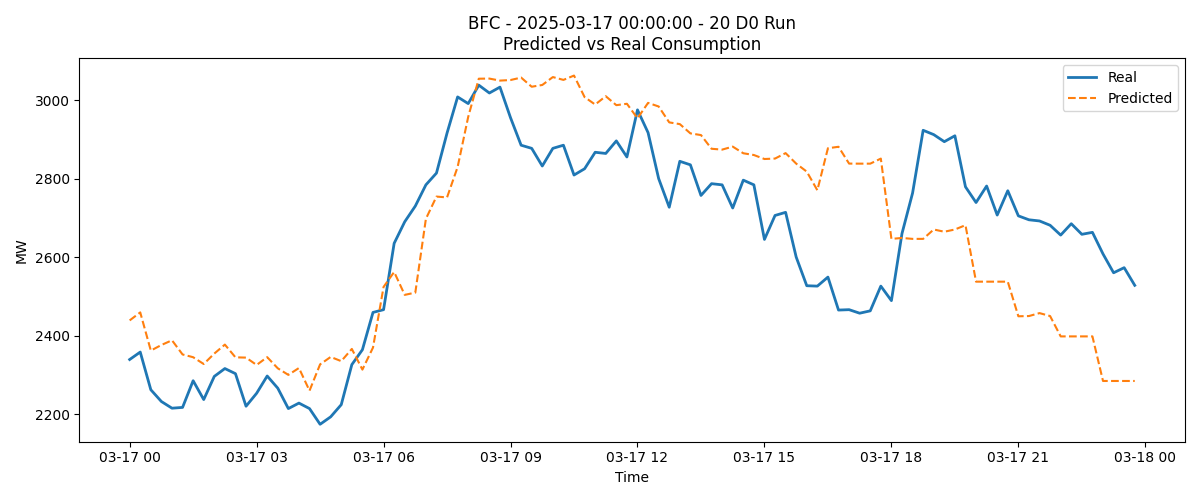 BFC - 2025-03-17 00:00:00 - 20 D0 Run
Predicted vs Real Consumption
Real
Predicted
MW
3000
2800
2600
2400
2200
03-17 00
03-17 03
03-17 06
03-17 09
03-17 12
03-17 15
03-17 18
03-17 21
03-18 00
Time